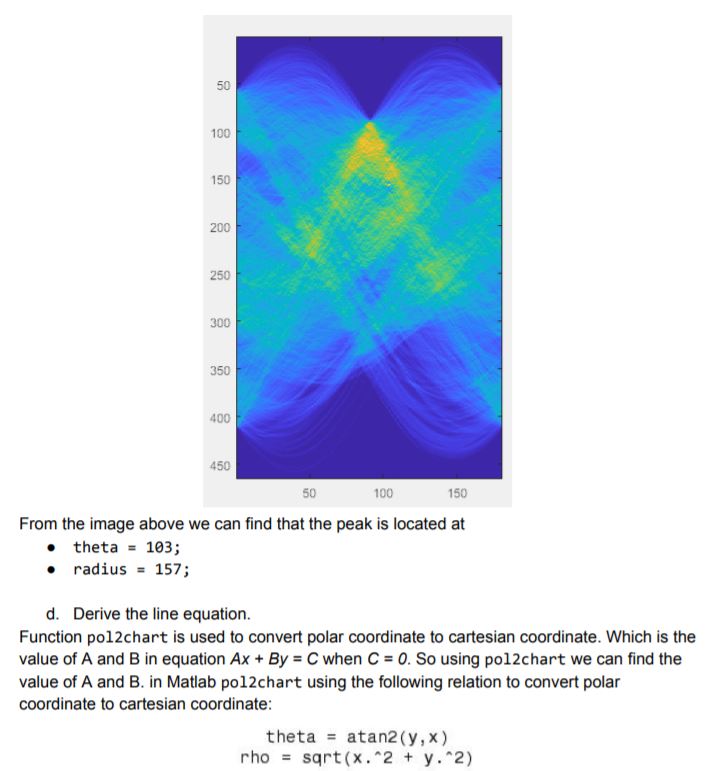 50
100
150
200
250
300
350
400
450
50 100 150
From the image above we can find that the peak is located at
● theta = 103;
● radius = 157;
d. Derive the line equation.
Function pol2chart is used to convert polar coordinate to cartesian coordinate. Which is the
value of A and B in equation Ax + By = C when C = 0. So using pol2chart we can find the
value of A and B. in Matlab pol2chart using the following relation to convert polar
coordinate to cartesian coordinate:
theta = atan2(y,x)
rho = sqrt(x.^2 + y.^2)